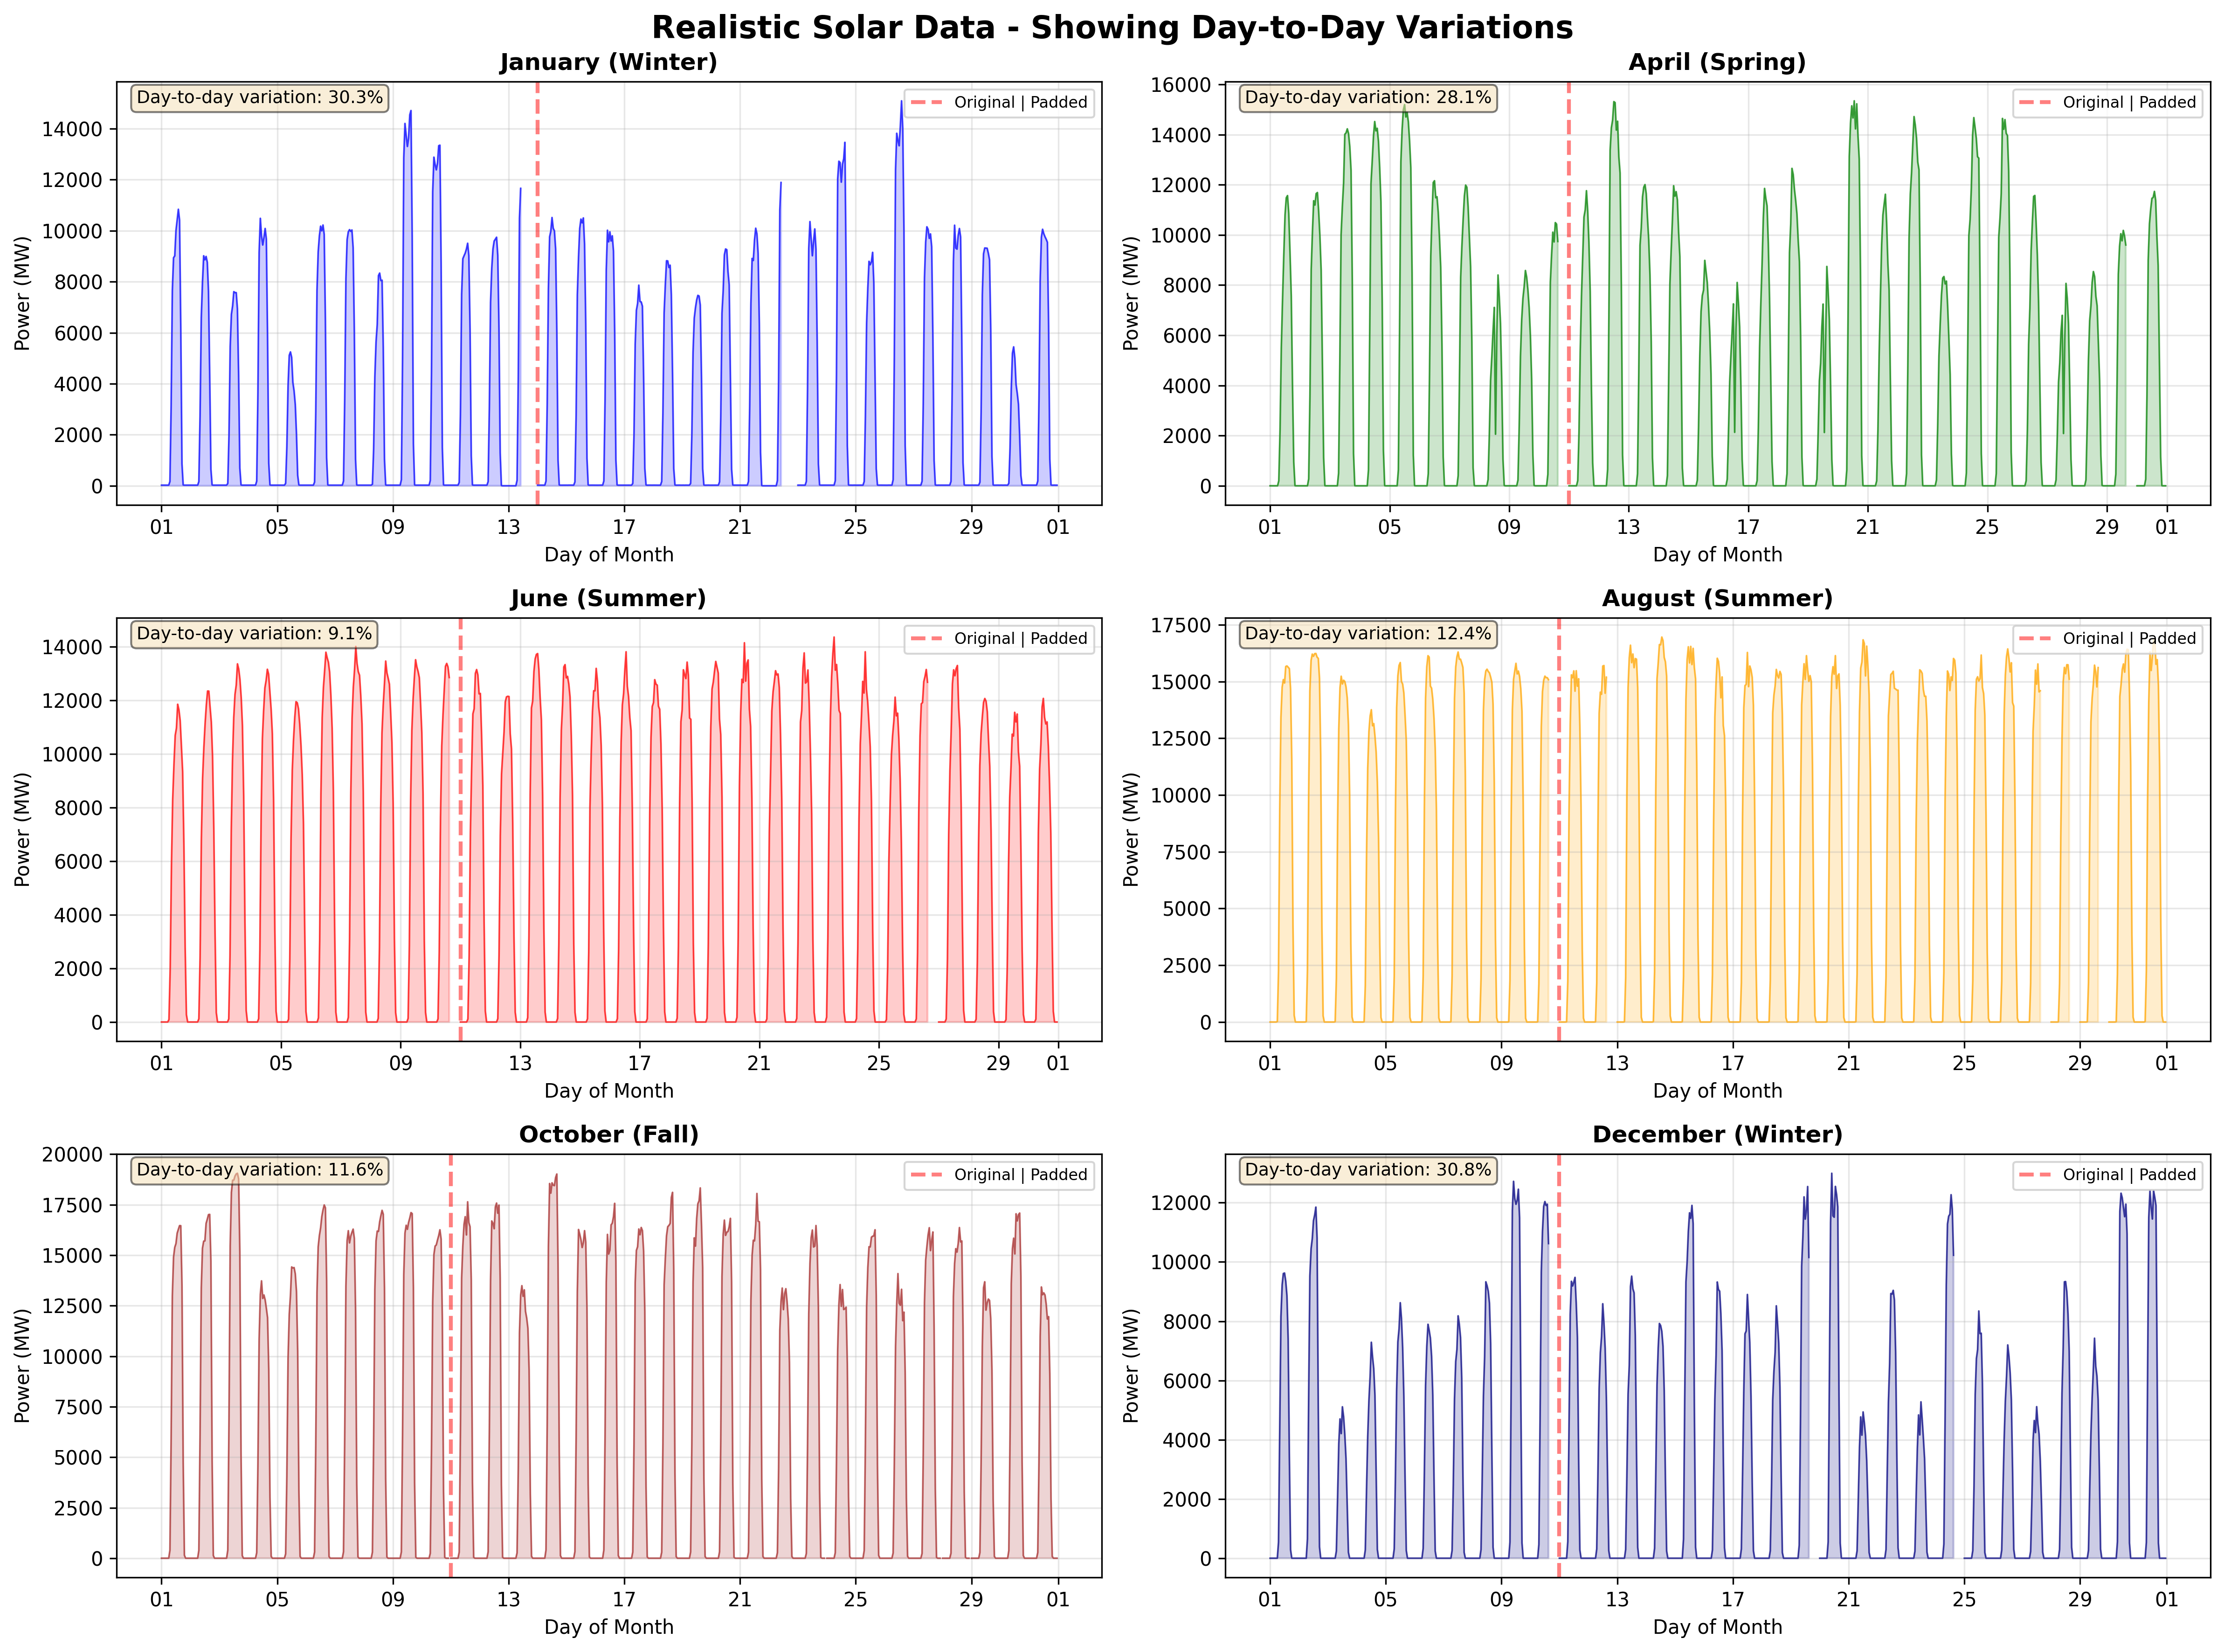 Realistic Solar Data - Showing Day-to-Day Variations
January (Winter)
Day-to-day variation: 30.3%
Original | Padded
Power (MW)
14000
12000
10000
8000
6000
4000
2000
0
01 05 09 13 17 21 25 29 01
Day of Month
April (Spring)
Day-to-day variation: 28.1%
Original | Padded
Power (MW)
16000
14000
12000
10000
8000
6000
4000
2000
0
01 05 09 13 17 21 25 29 01
Day of Month
June (Summer)
Day-to-day variation: 9.1%
Original | Padded
Power (MW)
14000
12000
10000
8000
6000
4000
2000
0
01 05 09 13 17 21 25 29 01
Day of Month
August (Summer)
Day-to-day variation: 12.4%
Original | Padded
Power (MW)
17500
15000
12500
10000
7500
5000
2500
0
01 05 09 13 17 21 25 29 01
Day of Month
October (Fall)
Day-to-day variation: 11.6%
Original | Padded
Power (MW)
20000
17500
15000
12500
10000
7500
5000
2500
0
01 05 09 13 17 21 25 29 01
Day of Month
December (Winter)
Day-to-day variation: 30.8%
Original | Padded
Power (MW)
12000
10000
8000
6000
4000
2000
0
01 05 09 13 17 21 25 29 01
Day of Month